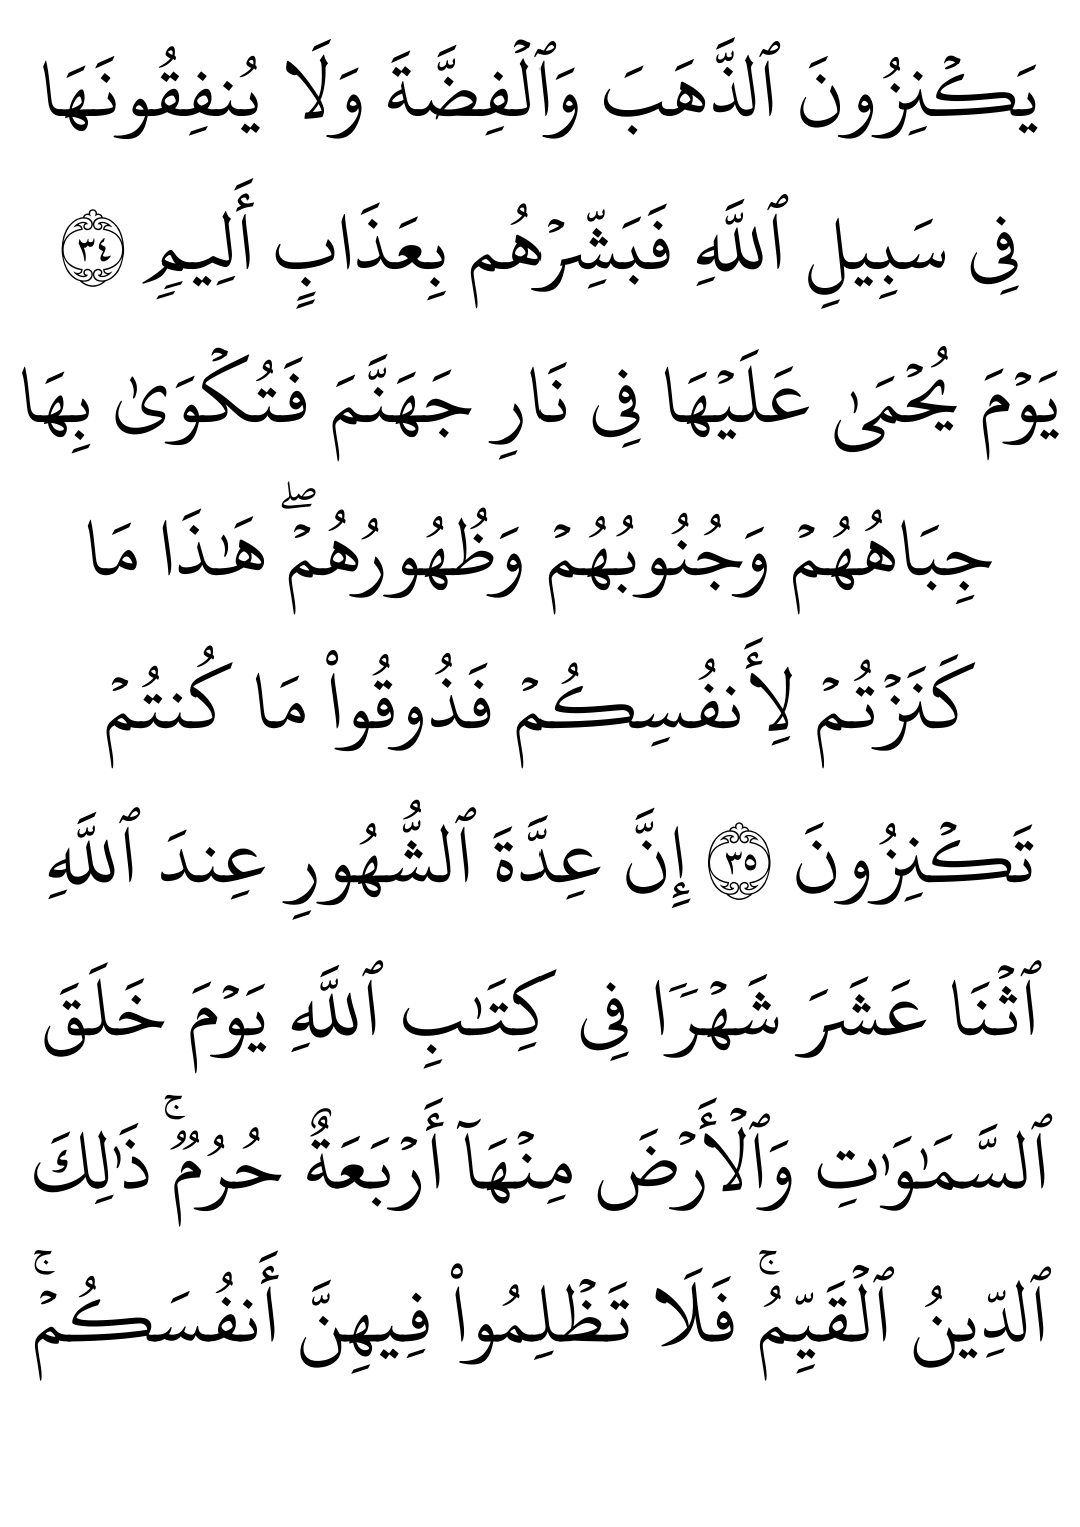 يَكۡنِزُونَ ٱلذَّهَبَ وَٱلۡفِضَّةَ وَلَا يُنفِقُونَهَا
فِى سَبِيلِ ٱللَّهِ فَبَشِّرۡهُم بِعَذَابٍ أَلِيمٖ ٣٤
يَوۡمَ يُحۡمَىٰ عَلَيۡهَا فِى نَارِ جَهَنَّمَ فَتُكۡوَىٰ بِهَا
جِبَاهُهُمۡ وَجُنُوبُهُمۡ وَظُهُورُهُمۡۖ هَٰذَا مَا
كَنَزۡتُمۡ لِأَنفُسِكُمۡ فَذُوقُوا۟ مَا كُنتُمۡ
تَكۡنِزُونَ ٣٥ إِنَّ عِدَّةَ ٱلشُّهُورِ عِندَ ٱللَّهِ
ٱثۡنَا عَشَرَ شَهۡرٗا فِى كِتَٰبِ ٱللَّهِ يَوۡمَ خَلَقَ
ٱلسَّمَٰوَٰتِ وَٱلۡأَرۡضَ مِنۡهَآ أَرۡبَعَةٌ حُرُمٞۚ ذَٰلِكَ
ٱلدِّينُ ٱلۡقَيِّمُۚ فَلَا تَظۡلِمُوا۟ فِيهِنَّ أَنفُسَكُمۡۚ